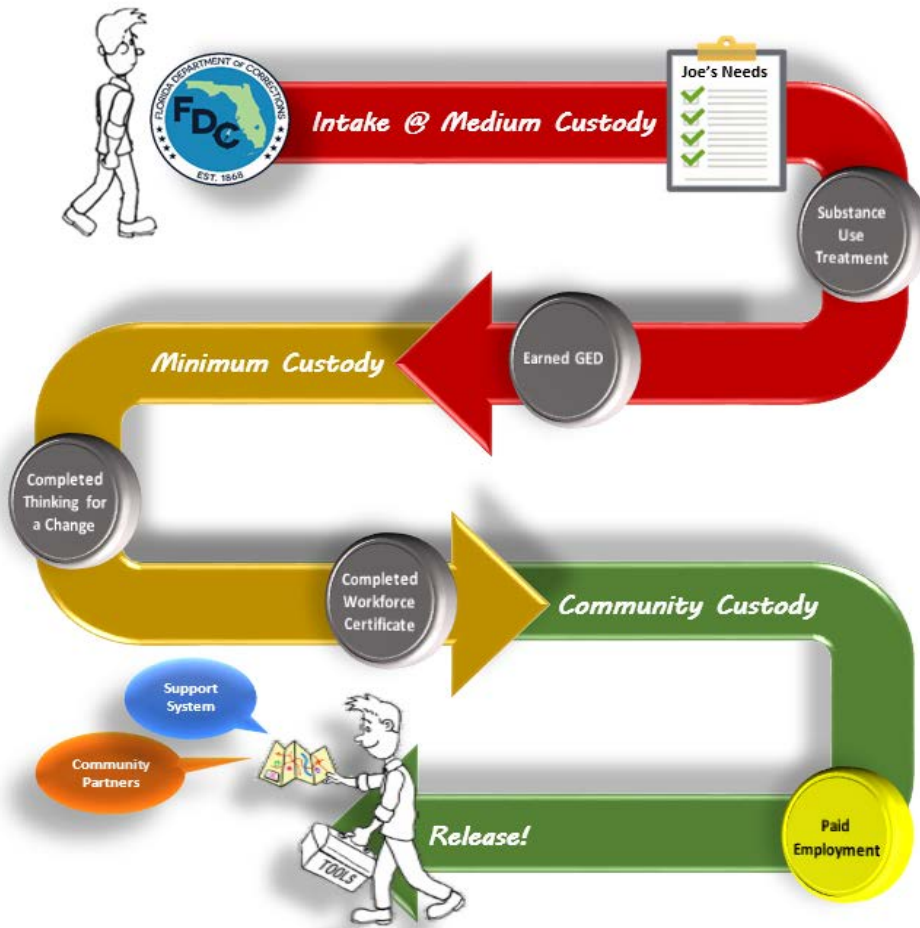 FLORIDA DEPARTMENT OF CORRECTIONS
FDC
EST. 1868
Intake @ Medium Custody
Joe's Needs
Substance
Use
Treatment
Earned GED
Minimum Custody
Completed
Thinking for
a Change
Completed
Workforce
Certificate
Community Custody
Support
System
Community
Partners
TOOLS
Release!
Paid
Employment